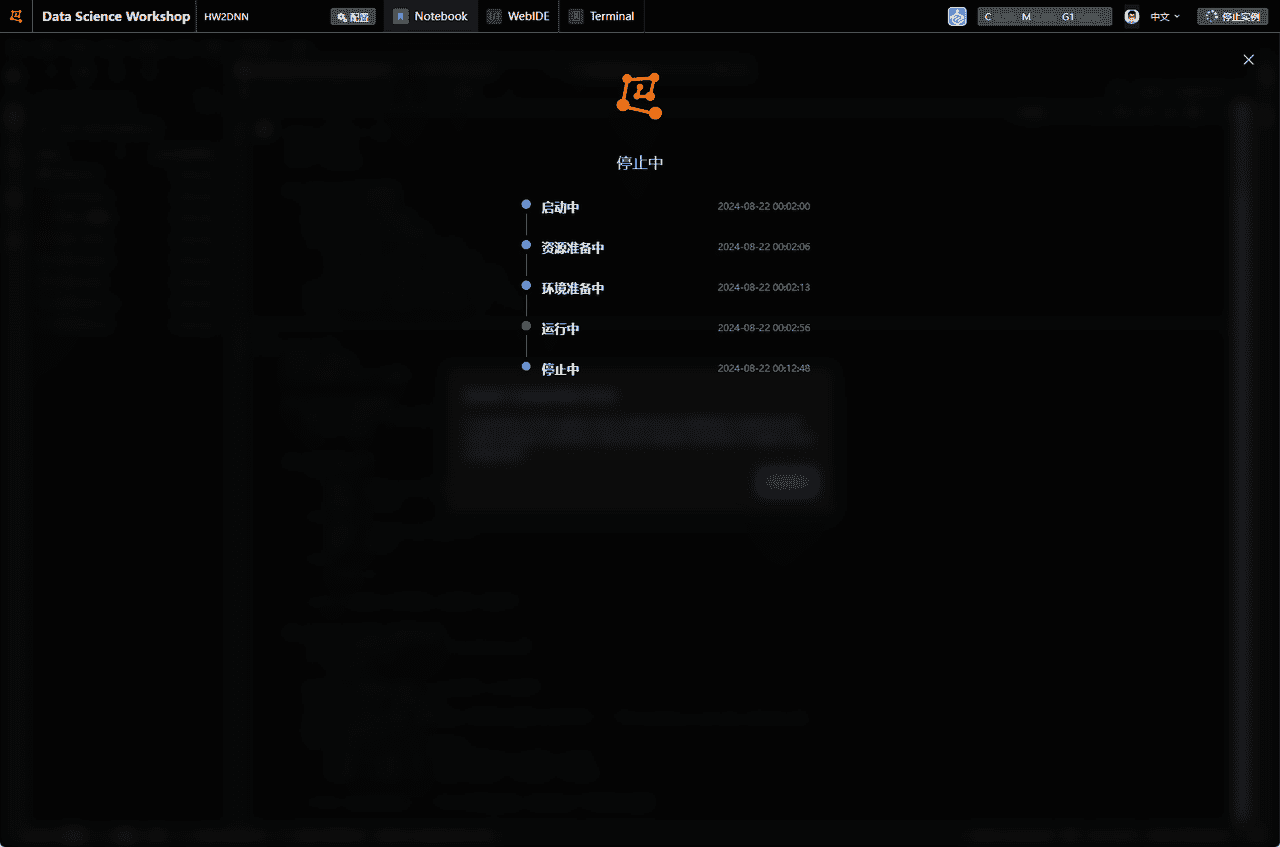 Data Science Workshop HW2DNN 配置 Notebook WebIDE Terminal C M G1 中文 停止实例
停止中
启动中 2024-08-22 00:02:00
资源准备中 2024-08-22 00:02:06
环境准备中 2024-08-22 00:02:13
运行中 2024-08-22 00:02:56
停止中 2024-08-22 00:12:48